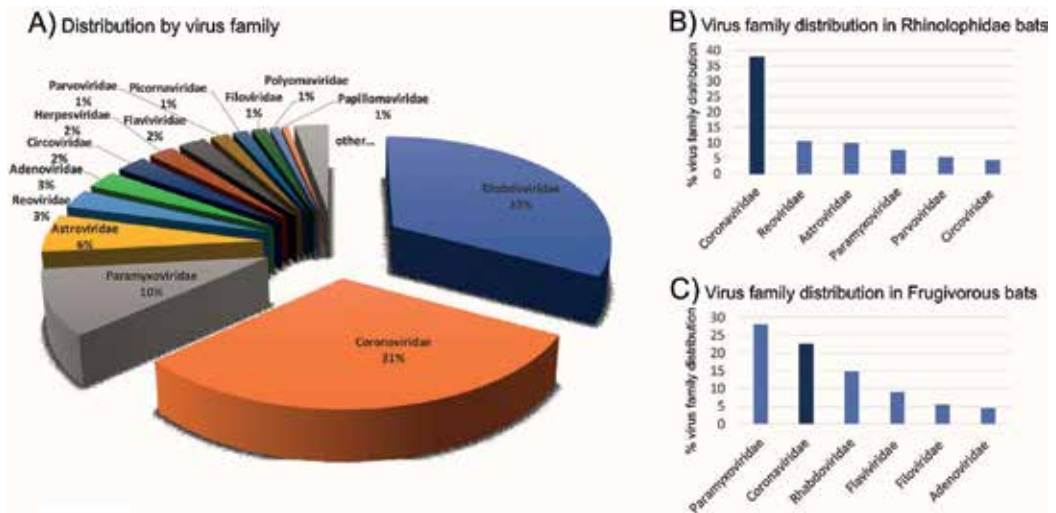 A) Distribution by virus family
Polyomaviridae
1%
Picornaviridae
1%
Parvoviridae
1%
Filoviridae
1%
Papillomaviridae
1%
Herpesviridae
2%
Flaviviridae
2%
other...
Circoviridae
2%
Adenoviridae
3%
Reoviridae
3%
Astroviridae
6%
Paramyxoviridae
10%
Rhabdoviridae
Coronaviridae
31%
B) Virus family distribution in Rhinolophidae bats
% virus family distribution
40
35
30
25
20
15
10
5
0
Coronaviridae
Reoviridae
Astroviridae
Paramyxoviridae
Parvoviridae
Circoviridae
C) Virus family distribution in Frugivorous bats
% virus family distribution
30
25
20
15
10
5
0
Paramyxoviridae
Coronaviridae
Rhabdoviridae
Flaviviridae
Filoviridae
Adenoviridae